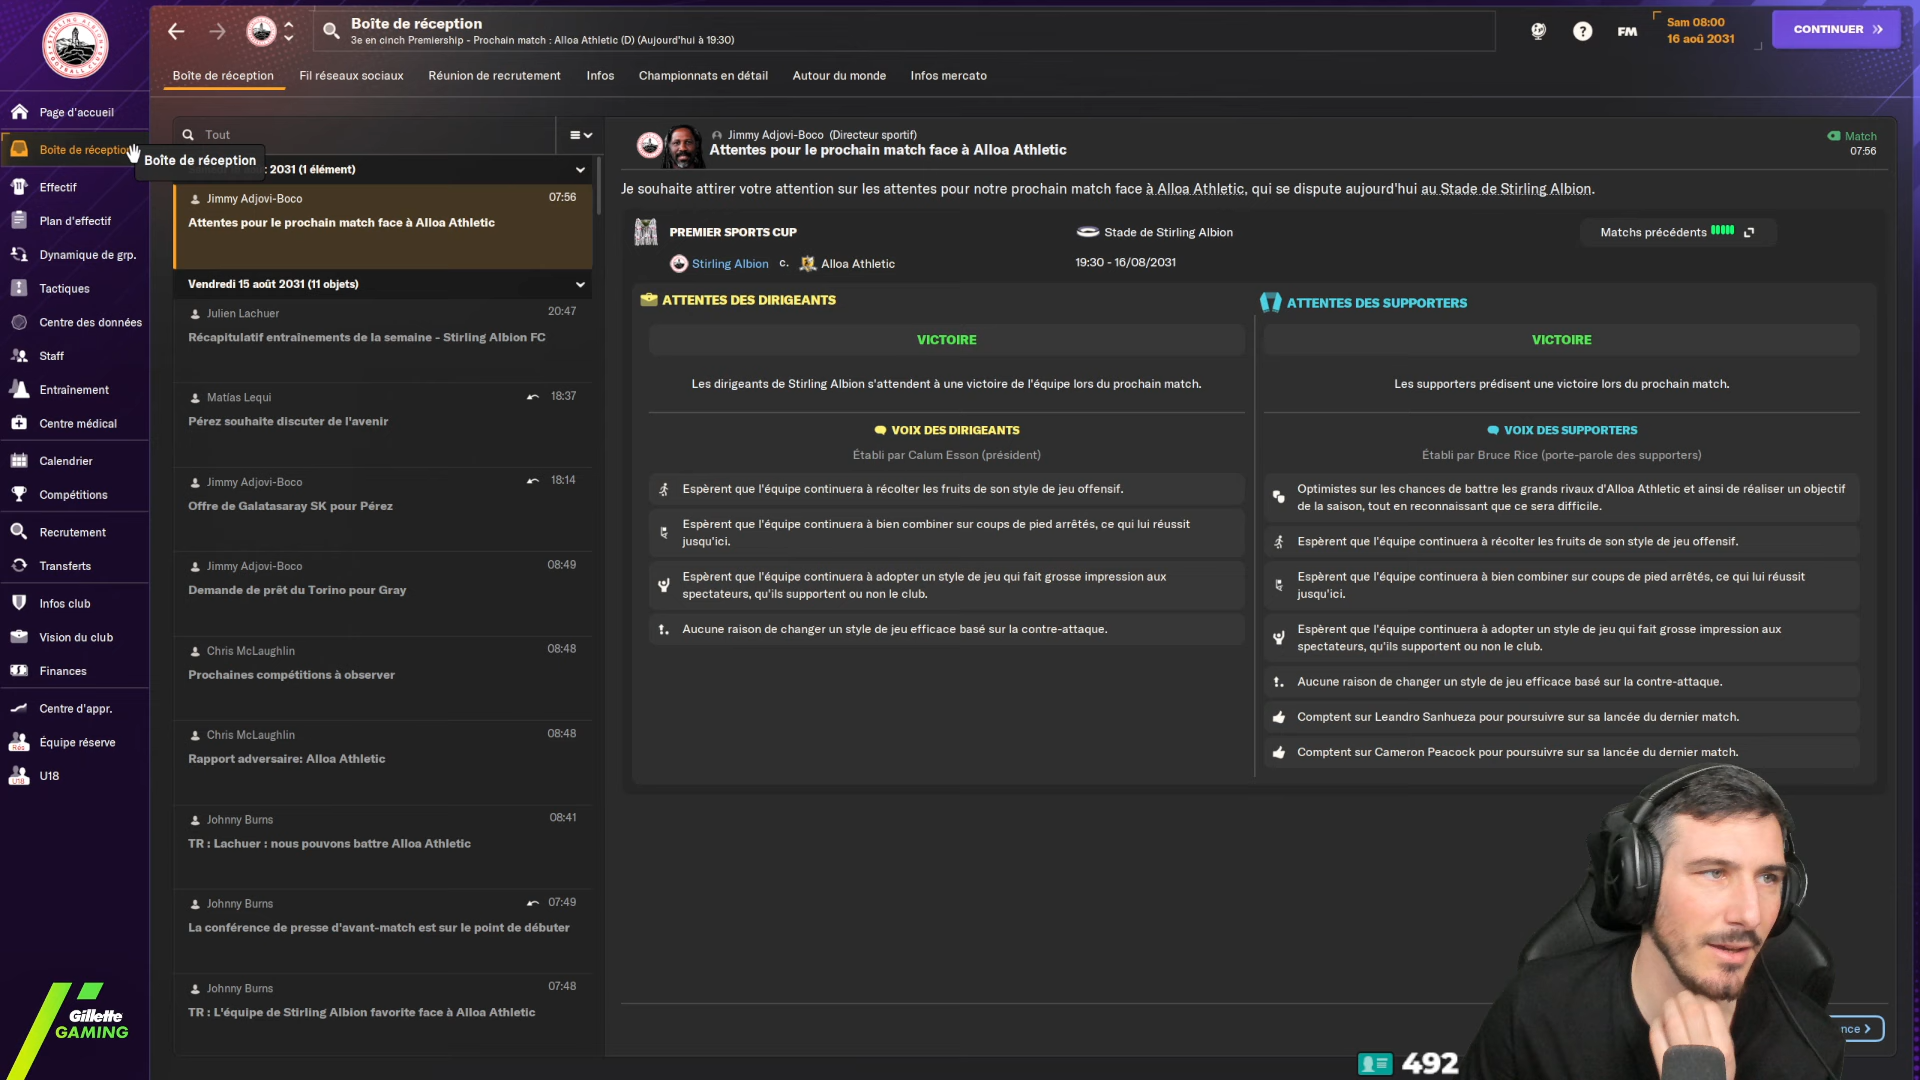 Boîte de réception
3e en cinch Premiership - Prochain match : Alloa Athletic (D) (Aujourd'hui à 19:30)
FM
Sam 08:00
16 aoû 2031
CONTINUER
Boîte de réception
Fil réseaux sociaux
Réunion de recrutement
Infos
Championnats en détail
Autour du monde
Infos mercato
Page d'accueil
Boîte de réception
Boîte de réception
Effectif
Plan d'effectif
Dynamique de grp.
Tactiques
Centre des données
Staff
Entraînement
Centre médical
Calendrier
Compétitions
Recrutement
Transferts
Infos club
Vision du club
Finances
Centre d'appr.
Équipe réserve
U18
Gillette
GAMING
Tout
2031 (1 élément)
Jimmy Adjovi-Boco 07:56
Attentes pour le prochain match face à Alloa Athletic
Vendredi 15 août 2031 (11 objets)
Julien Lachuer 20:47
Récapitulatif entraînements de la semaine - Stirling Albion FC
Matías Lequi 18:37
Pérez souhaite discuter de l'avenir
Jimmy Adjovi-Boco 18:14
Offre de Galatasaray SK pour Pérez
Jimmy Adjovi-Boco 08:49
Demande de prêt du Torino pour Gray
Chris McLaughlin 08:48
Prochaines compétitions à observer
Chris McLaughlin 08:48
Rapport adversaire: Alloa Athletic
Johnny Burns 08:41
TR : Lachuer : nous pouvons battre Alloa Athletic
Johnny Burns 07:49
La conférence de presse d'avant-match est sur le point de débuter
Johnny Burns 07:48
TR : L'équipe de Stirling Albion favorite face à Alloa Athletic
Jimmy Adjovi-Boco (Directeur sportif)
Attentes pour le prochain match face à Alloa Athletic
Match
07:56
Je souhaite attirer votre attention sur les attentes pour notre prochain match face à Alloa Athletic, qui se dispute aujourd'hui au Stade de Stirling Albion.
PREMIER SPORTS CUP
Stade de Stirling Albion
Matchs précédents
Stirling Albion c. Alloa Athletic
19:30 - 16/08/2031
ATTENTES DES DIRIGEANTS
VICTOIRE
Les dirigeants de Stirling Albion s'attendent à une victoire de l'équipe lors du prochain match.
VOIX DES DIRIGEANTS
Établi par Calum Esson (président)
Espèrent que l'équipe continuera à récolter les fruits de son style de jeu offensif.
Espèrent que l'équipe continuera à bien combiner sur coups de pied arrêtés, ce qui lui réussit
jusqu'ici.
Espèrent que l'équipe continuera à adopter un style de jeu qui fait grosse impression aux
spectateurs, qu'ils supportent ou non le club.
Aucune raison de changer un style de jeu efficace basé sur la contre-attaque.
ATTENTES DES SUPPORTERS
VICTOIRE
Les supporters prédisent une victoire lors du prochain match.
VOIX DES SUPPORTERS
Établi par Bruce Rice (porte-parole des supporters)
Optimistes sur les chances de battre les grands rivaux d'Alloa Athletic et ainsi de réaliser un objectif
de la saison, tout en reconnaissant que ce sera difficile.
Espèrent que l'équipe continuera à récolter les fruits de son style de jeu offensif.
Espèrent que l'équipe continuera à bien combiner sur coups de pied arrêtés, ce qui lui réussit
jusqu'ici.
Espèrent que l'équipe continuera à adopter un style de jeu qui fait grosse impression aux
spectateurs, qu'ils supportent ou non le club.
Aucune raison de changer un style de jeu efficace basé sur la contre-attaque.
Comptent sur Leandro Sanhueza pour poursuivre sur sa lancée du dernier match.
Comptent sur Cameron Peacock pour poursuivre sur sa lancée du dernier match.
492